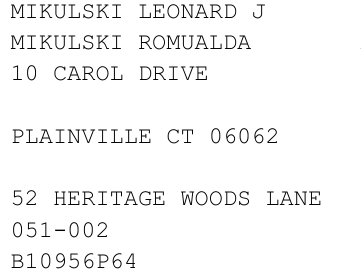 MIKULSKI LEONARD J
MIKULSKI ROMUALDA
10 CAROL DRIVE
PLAINVILLE CT 06062
52 HERITAGE WOODS LANE
051-002
B10956P64